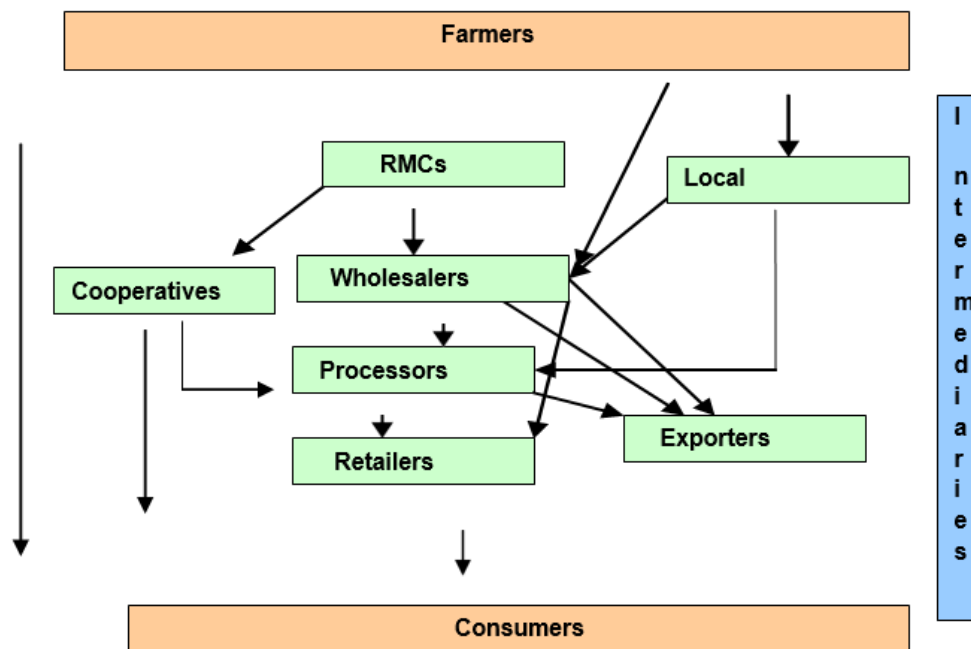 Farmers
RMCs
Local
Cooperatives
Wholesalers
Processors
Retailers
Exporters
Consumers
I
n
t
e
r
m
e
d
i
a
r
i
e
s